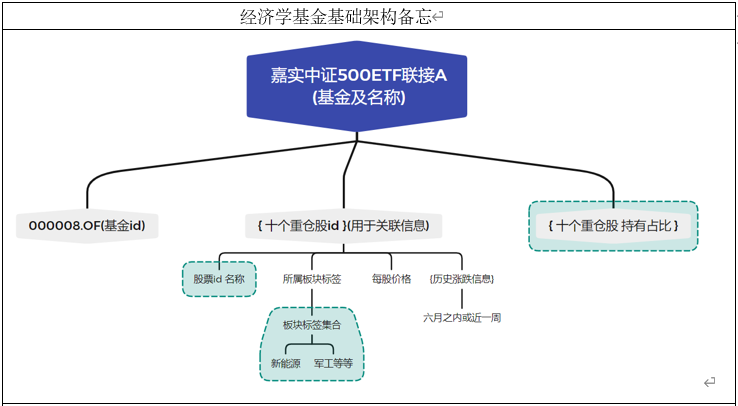 经济学基金基础架构备忘
嘉实中证500ETF联接A
(基金及名称)
000008.OF(基金id)
{ 十个重仓股id }(用于关联信息)
{ 十个重仓股 持有占比 }
股票id 名称
所属板块标签
每股价格
{历史涨跌信息}
板块标签集合
六月之内或近一周
新能源
军工等等